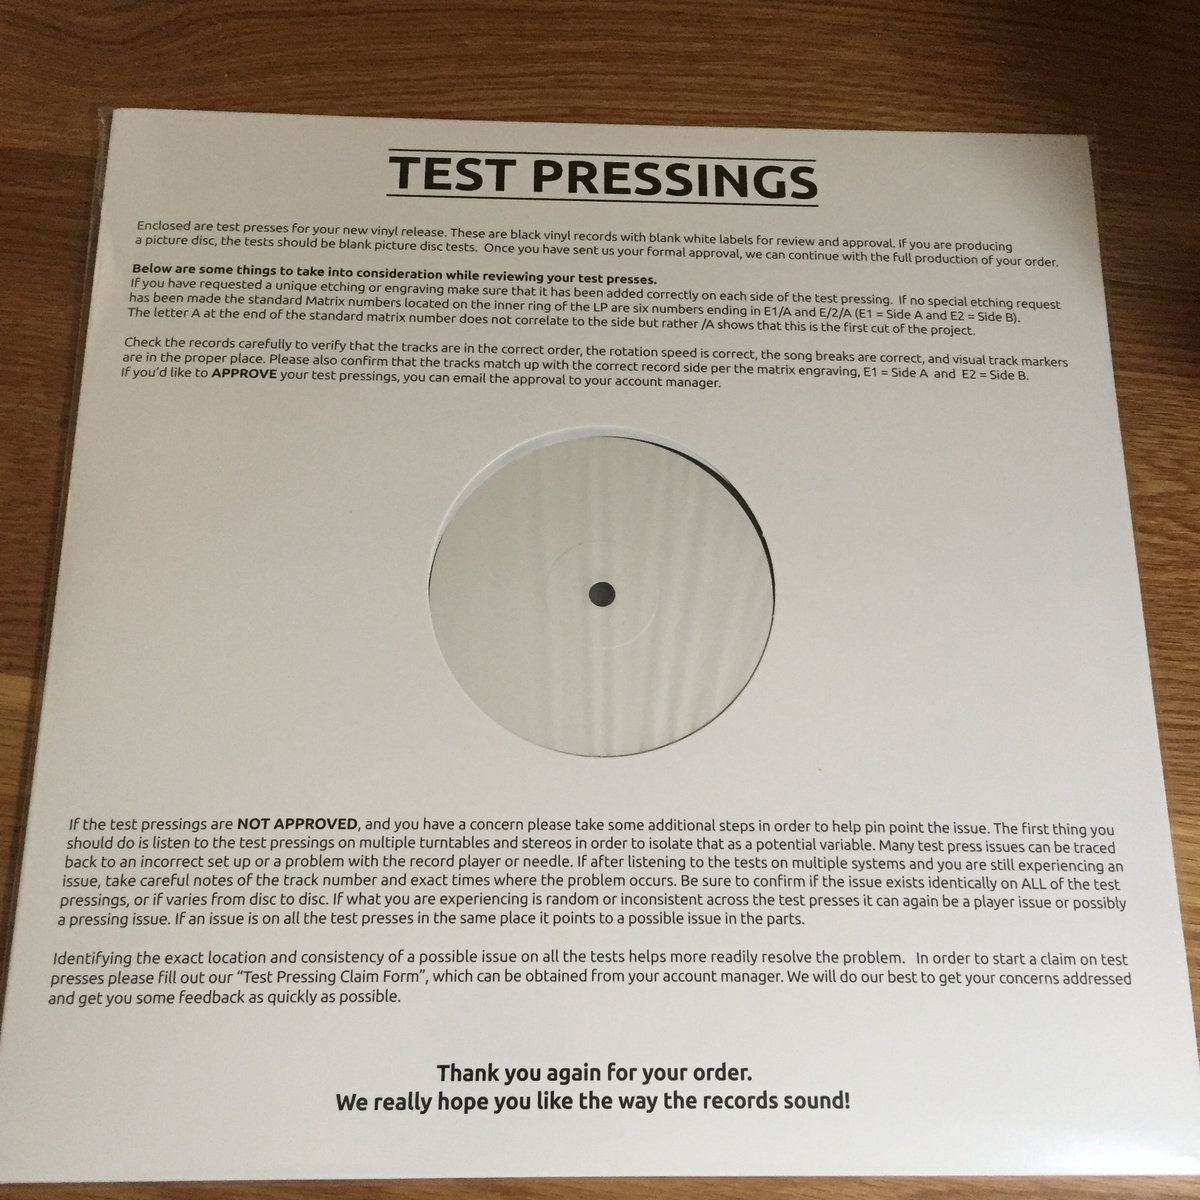 TEST PRESSINGS
Enclosed are test presses for your new vinyl release. These are black vinyl records with blank white labels for review and approval. If you are producing
a picture disc, the tests should be blank picture disc tests. Once you have sent us your formal approval, we can continue with the full production of your order.
Below are some things to take into consideration while reviewing your test presses.
If you have requested a unique etching or engraving make sure that it has been added correctly on each side of the test pressing. If no special etching request
has been made the standard Matrix numbers located on the inner ring of the LP are six numbers ending in E1/A and E/2/A (E1 = Side A and E2 = Side B).
The letter A at the end of the standard matrix number does not correlate to the side but rather /A shows that this is the first cut of the project.
Check the records carefully to verify that the tracks are in the correct order, the rotation speed is correct, the song breaks are correct, and visual track markers
are in the proper place. Please also confirm that the tracks match up with the correct record side per the matrix engraving, E1 = Side A and E2 = Side B.
If you'd like to APPROVE your test pressings, you can email the approval to your account manager.
If the test pressings are NOT APPROVED, and you have a concern please take some additional steps in order to help pin point the issue. The first thing you
should do is listen to the test pressings on multiple turntables and stereos in order to isolate that as a potential variable. Many test press issues can be traced
back to an incorrect set up or a problem with the record player or needle. If after listening to the tests on multiple systems and you are still experiencing an
issue, take careful notes of the track number and exact times where the problem occurs. Be sure to confirm if the issue exists identically on ALL of the test
pressings, or if varies from disc to disc. If what you are experiencing is random or inconsistent across the test presses it can again be a player issue or possibly
a pressing issue. If an issue is on all the test presses in the same place it points to a possible issue in the parts.
Identifying the exact location and consistency of a possible issue on all the tests helps more readily resolve the problem. In order to start a claim on test
presses please fill out our "Test Pressing Claim Form", which can be obtained from your account manager. We will do our best to get your concerns addressed
and get you some feedback as quickly as possible.
Thank you again for your order.
We really hope you like the way the records sound!